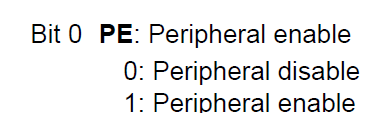 Bit 0 PE: Peripheral enable
0: Peripheral disable
1: Peripheral enable